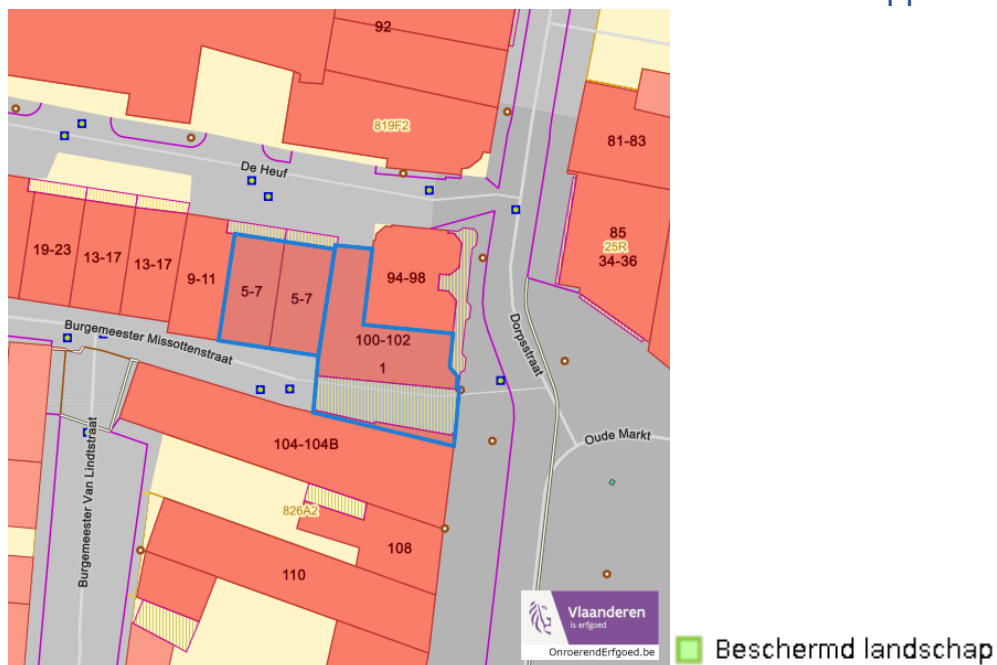 pp
92
819F2
81-83
De Heuf
85
25R
34-36
19-23
13-17
13-17
9-11
5-7
5-7
94-98
100-102
1
Burgemeester Missottenstraat
Dorpsstraat
Oude Markt
104-104B
Burgemeester Van Lindtstraat
826A2
108
110
Vlaanderen
is erfgoed
OnroerendErfgoed.be
Beschermd landschap